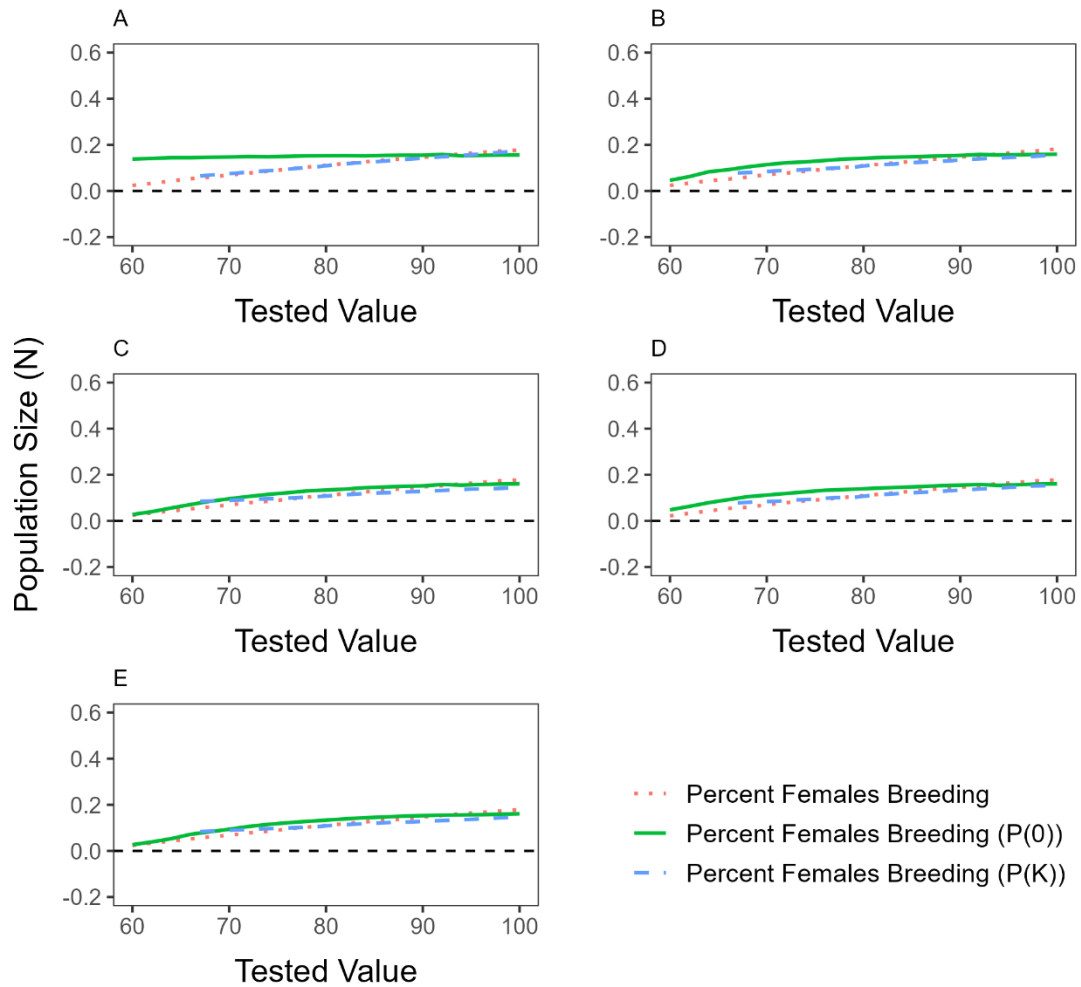 A
0.6
0.4
0.2
0.0
-0.2
60 70 80 90 100
Tested Value
B
0.6
0.4
0.2
0.0
-0.2
60 70 80 90 100
Tested Value
Population Size (N)
C
0.6
0.4
0.2
0.0
-0.2
60 70 80 90 100
Tested Value
D
0.6
0.4
0.2
0.0
-0.2
60 70 80 90 100
Tested Value
E
0.6
0.4
0.2
0.0
-0.2
60 70 80 90 100
Tested Value
Percent Females Breeding
Percent Females Breeding (P(0))
Percent Females Breeding (P(K))